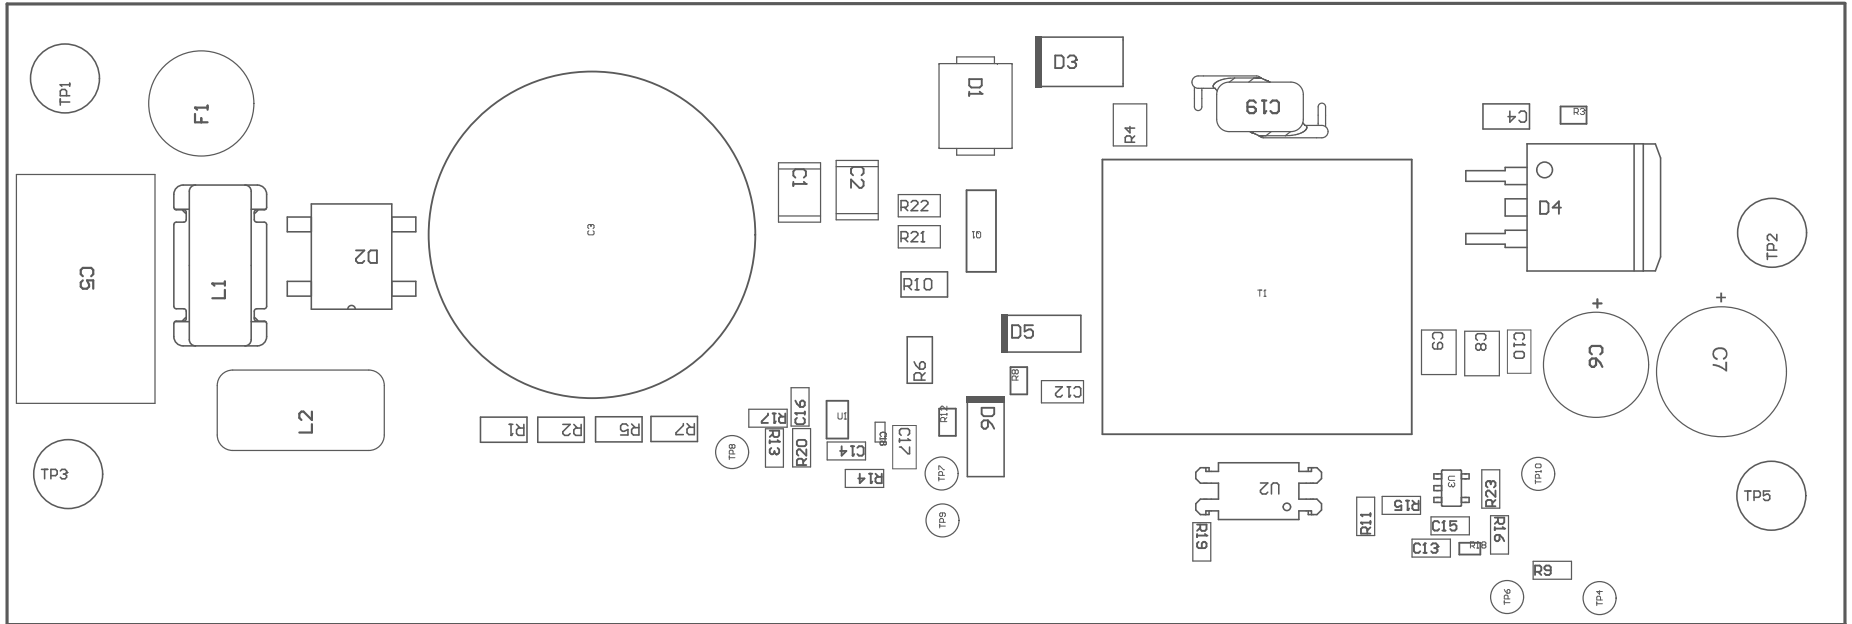 TP1
F1
D1
D3
R4
C19
C4
R3
C1
C2
R22
R21
Q1
D4
TP2
C5
L1
D2
C3
R10
T1
D5
+
+
R6
R8
C12
C9
C8
C10
C6
C7
L2
R1
R2
R5
R7
R17
C16
U1
R12
D6
TP8
R13
R20
C14
C18
C17
R14
TP7
TP9
TP3
U2
R19
R11
R15
U3
R23
TP10
TP5
C15
R16
C13
R18
R9
TP6
TP4